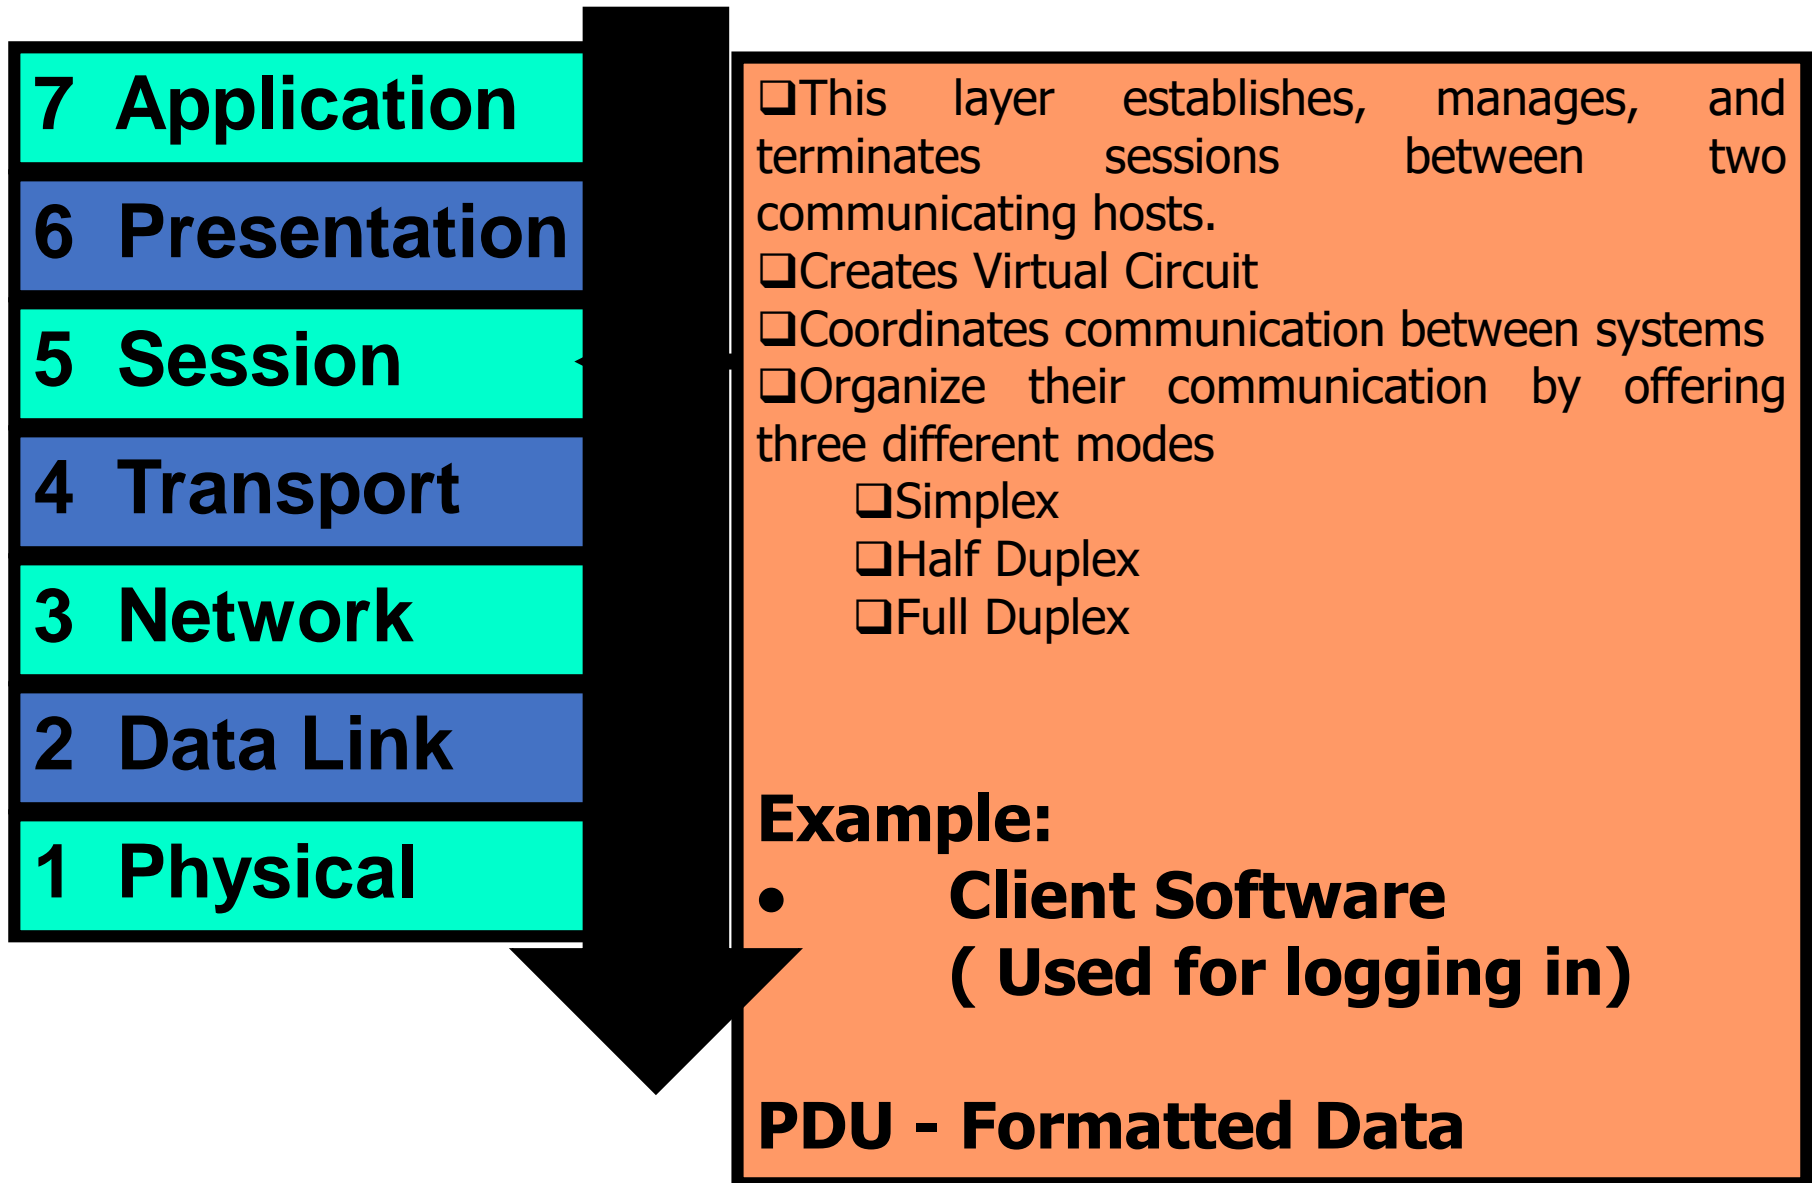 7 Application
6 Presentation
5 Session
4 Transport
3 Network
2 Data Link
1 Physical
❑This layer establishes, manages, and
terminates sessions between two
communicating hosts.
❑Creates Virtual Circuit
❑Coordinates communication between systems
❑Organize their communication by offering
three different modes
❑Simplex
❑Half Duplex
❑Full Duplex
Example:
• Client Software
( Used for logging in)
PDU - Formatted Data